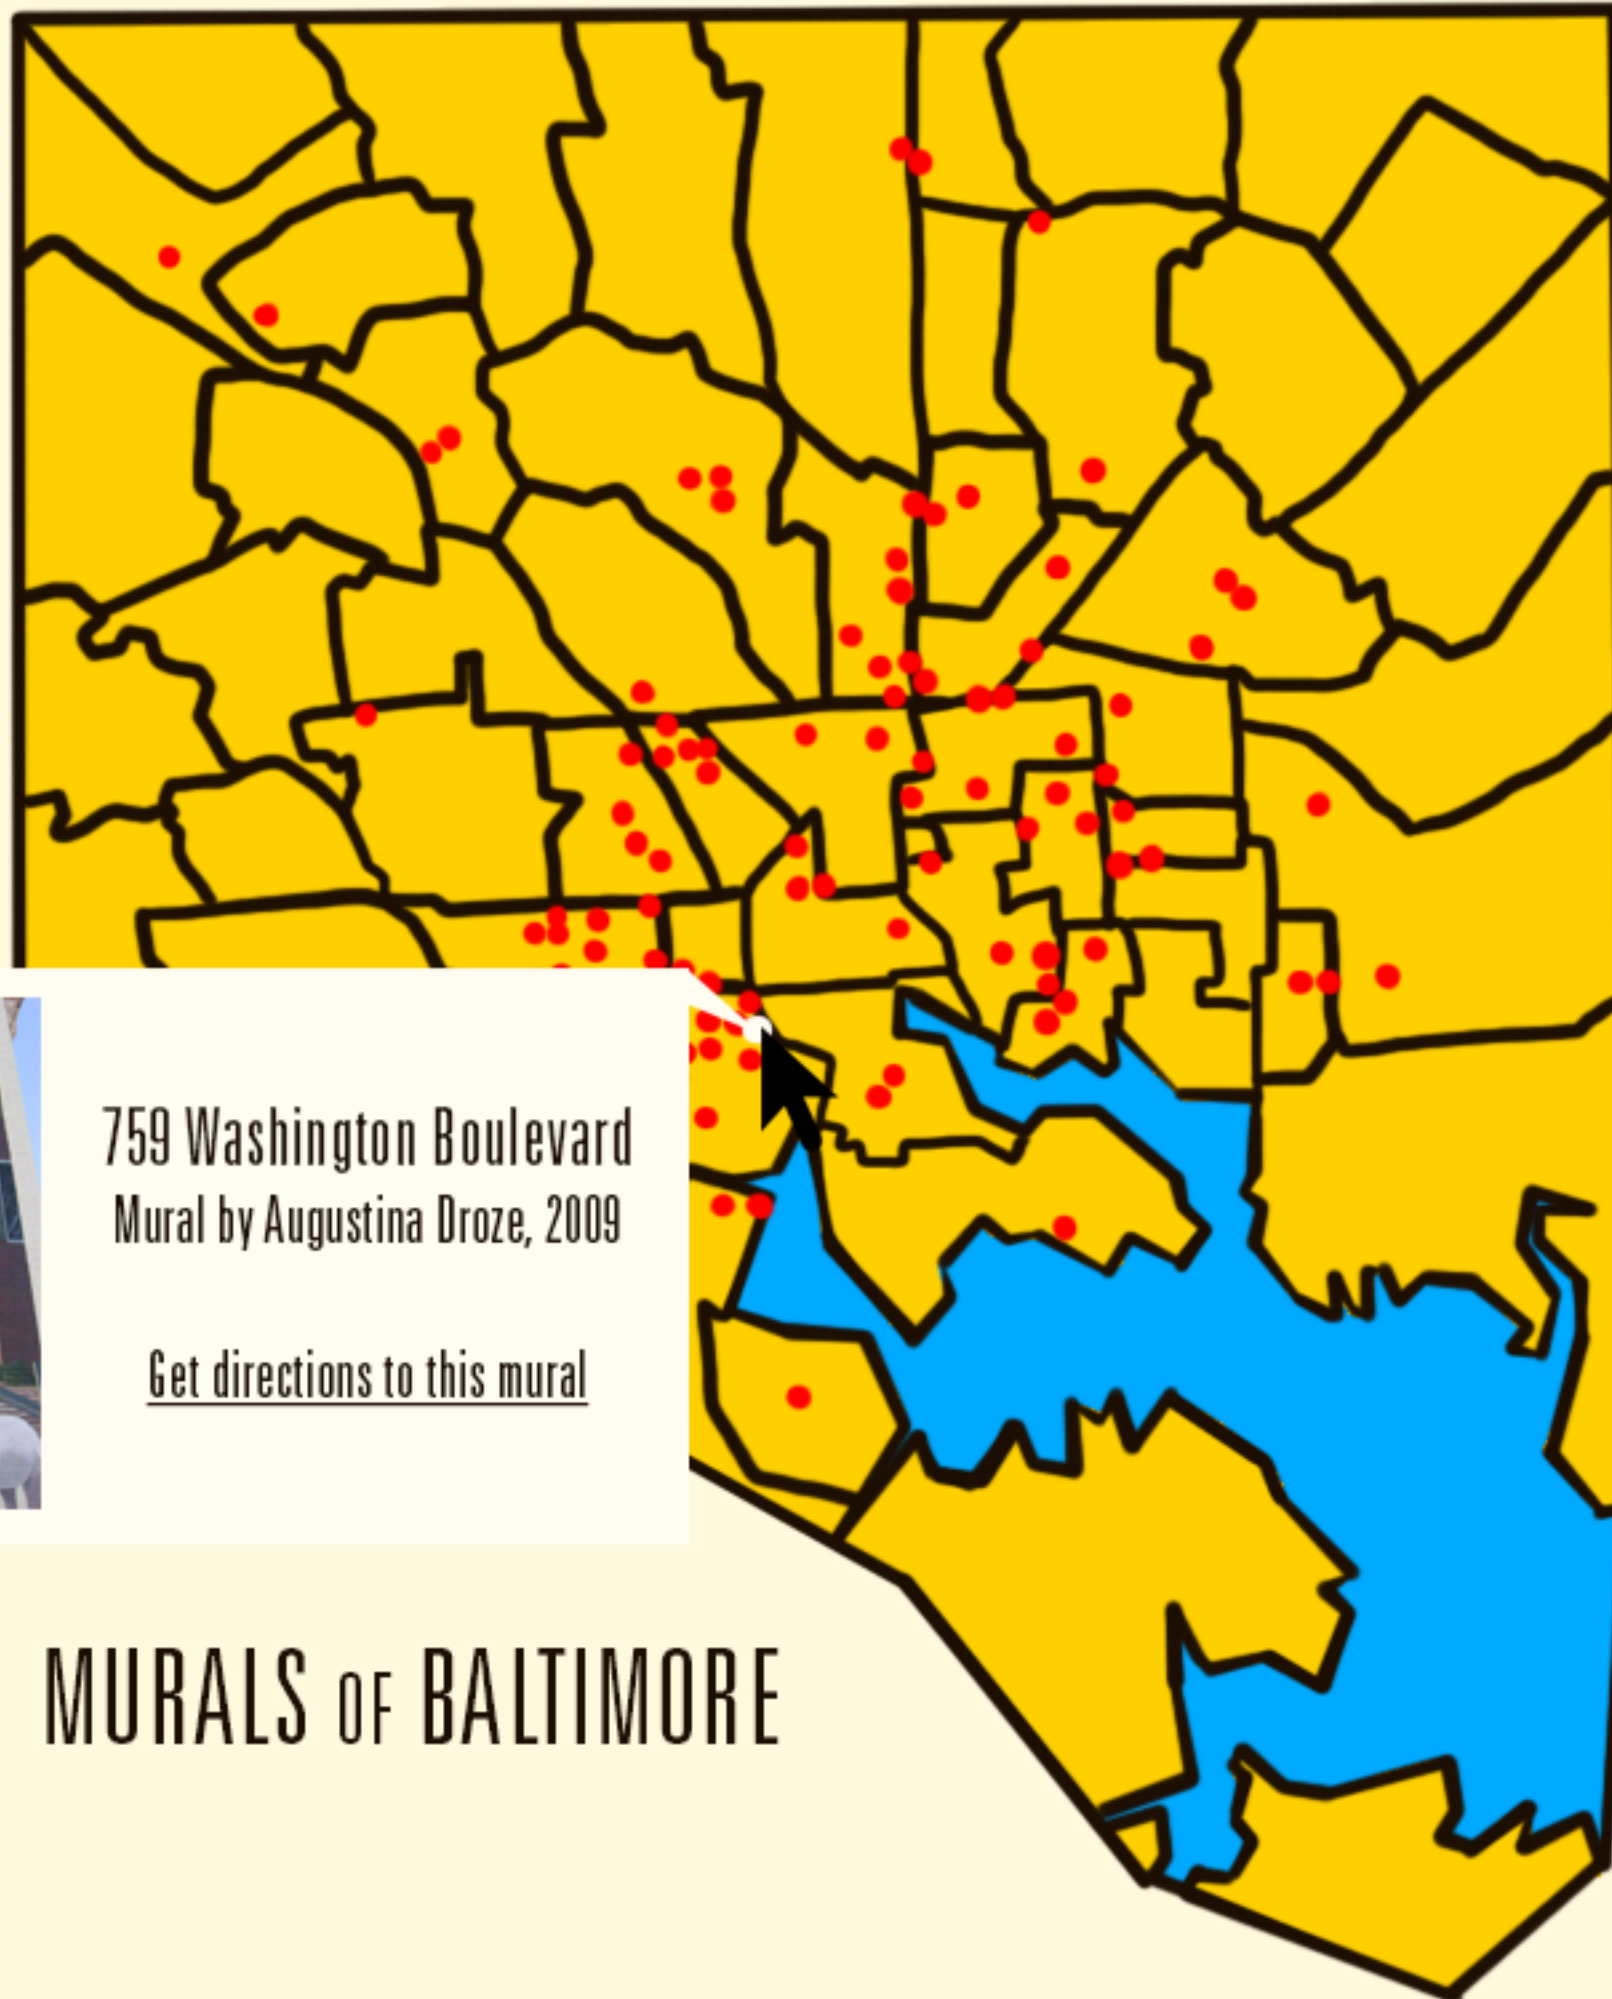 759 Washington Boulevard
Mural by Augustina Droze, 2009
Get directions to this mural
MURALS OF BALTIMORE